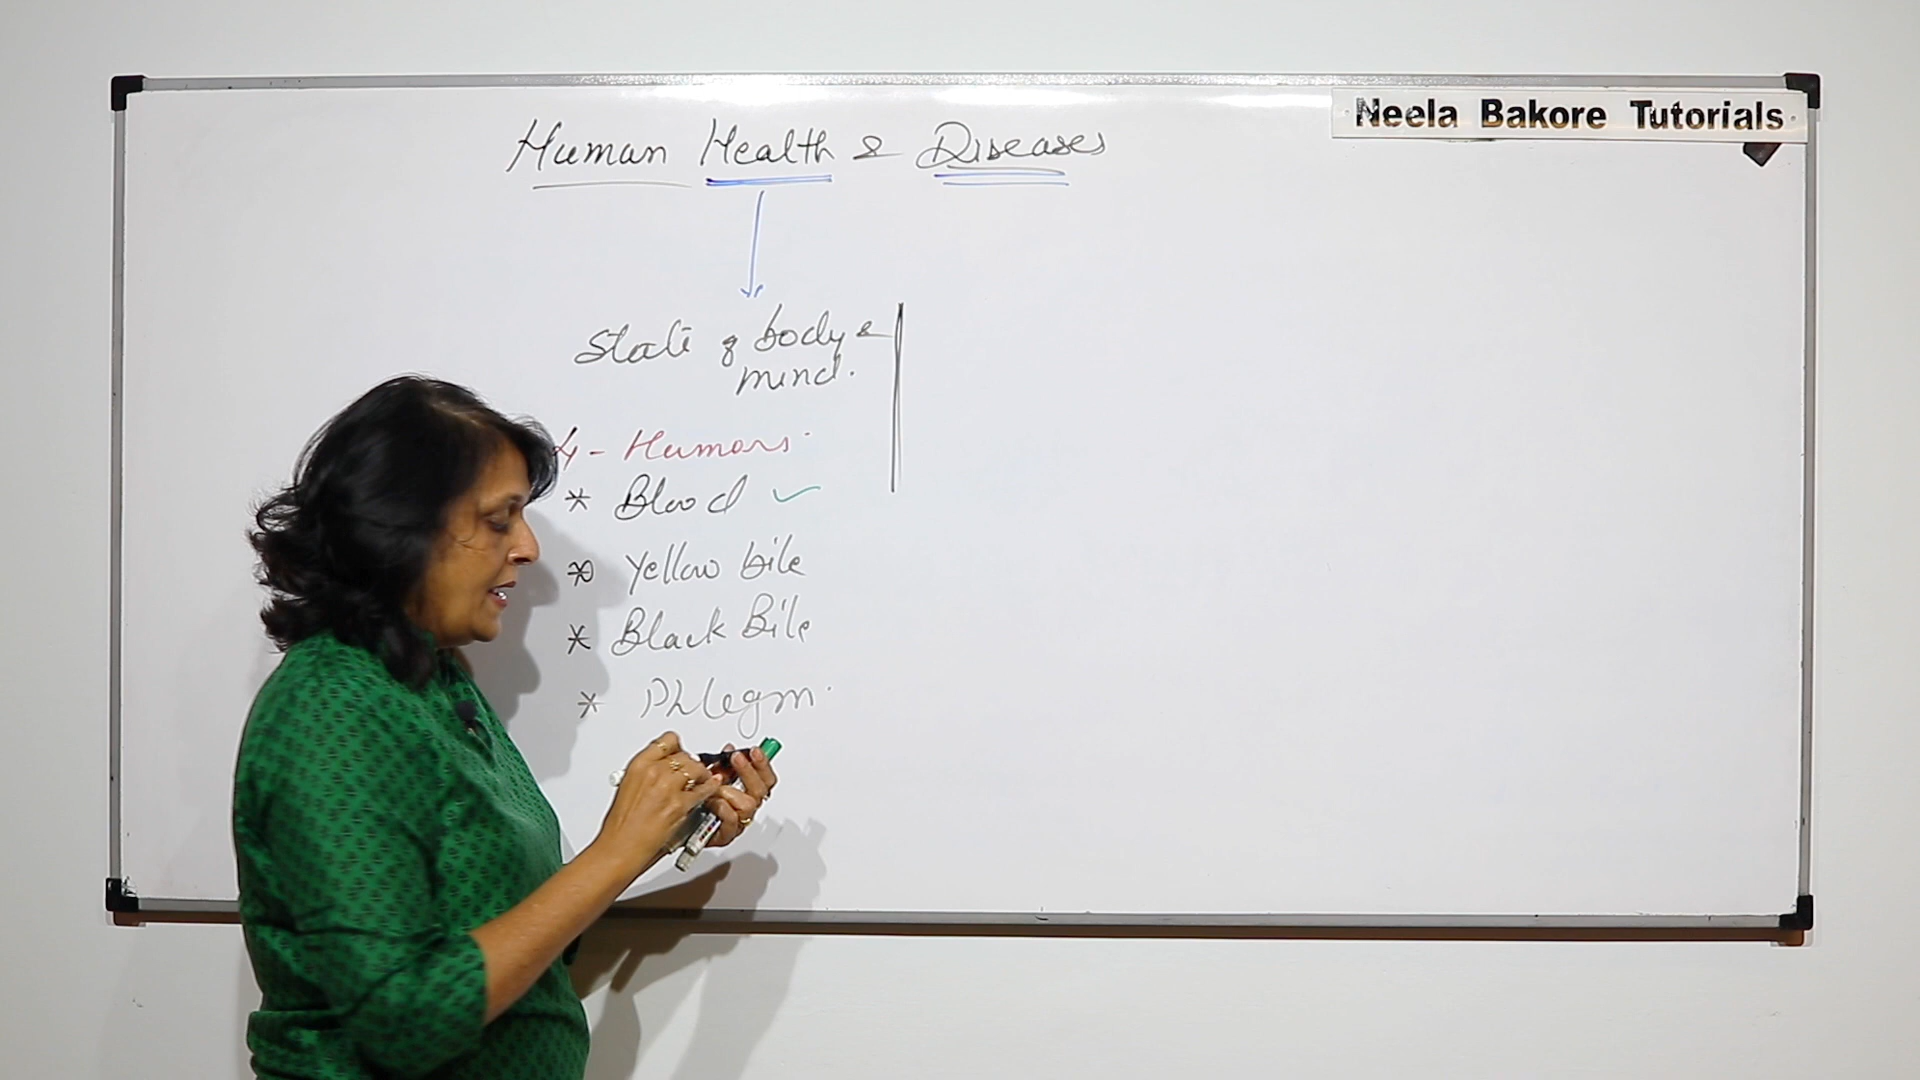 Neela Bakore Tutorials
Human Health & Diseases
State of body &
mind.
4 - Humors.
* Blood ✓
* Yellow bile
* Black Bile
* Phlegm.